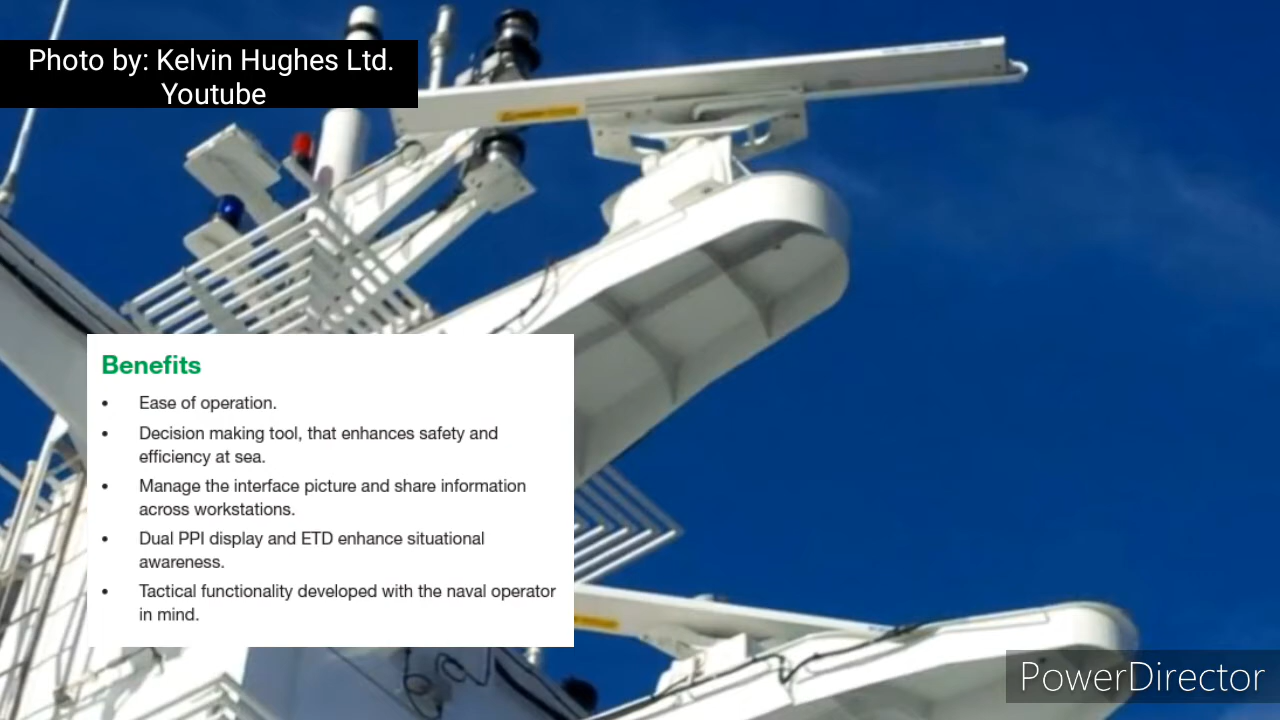 Photo by: Kelvin Hughes Ltd.
Youtube
Benefits
• Ease of operation.
• Decision making tool, that enhances safety and
efficiency at sea.
• Manage the interface picture and share information
across workstations.
• Dual PPI display and ETD enhance situational
awareness.
• Tactical functionality developed with the naval operator
in mind.
PowerDirector